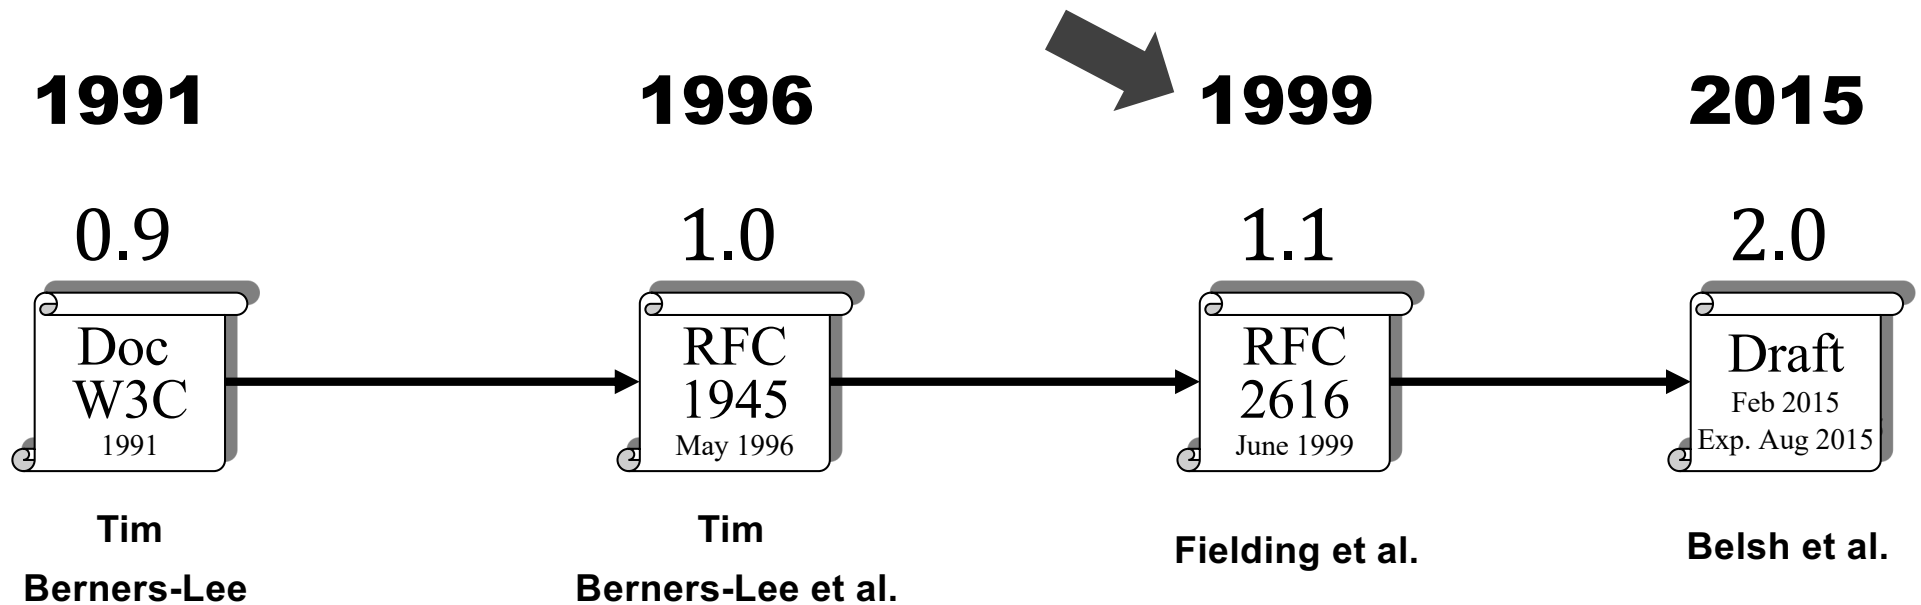 1991
1996
1999
2015
0.9
1.0
1.1
2.0
Doc
W3C
1991
RFC
1945
May 1996
RFC
2616
June 1999
Draft
Feb 2015
Exp. Aug 2015
Tim
Berners-Lee
Tim
Berners-Lee et al.
Fielding et al.
Belsh et al.